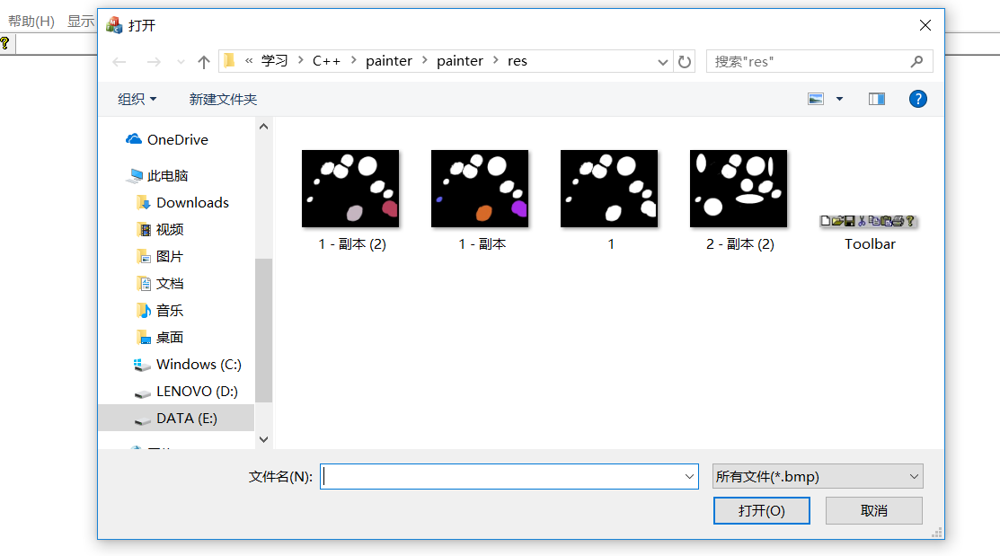 打开
帮助(H) 显示
« 学习 > C++ > painter > painter > res
搜索"res"
组织
新建文件夹
?
OneDrive
此电脑
Downloads
视频
图片
文档
音乐
桌面
Windows (C:)
LENOVO (D:)
DATA (E:)
1 - 副本 (2)
1 - 副本
1
2 - 副本 (2)
Toolbar
文件名(N):
所有文件(*.bmp)
打开(O)
取消